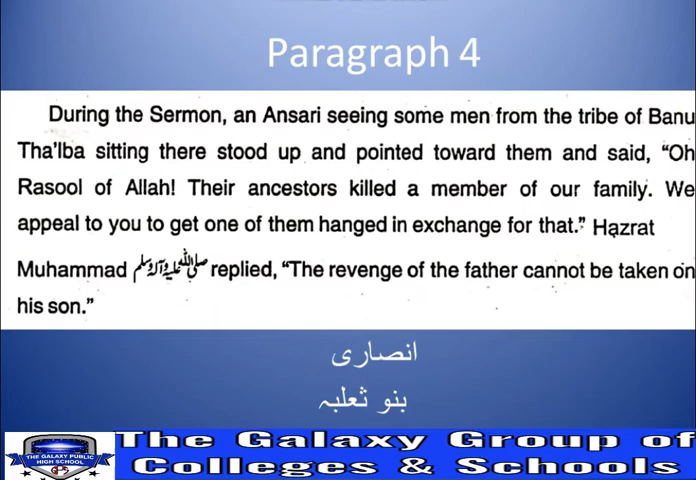 Paragraph 4
During the Sermon, an Ansari seeing some men from the tribe of Banu
Tha'lba sitting there stood up and pointed toward them and said, "Oh
Rasool of Allah! Their ancestors killed a member of our family. We
appeal to you to get one of them hanged in exchange for that." Hazrat
Muhammad صلی اللہ علیہ وآلہ وسلم replied, "The revenge of the father cannot be taken on
his son."
انصاری
بنو ثعلبہ
The Galaxy Group of
Colleges & Schools
THE GALAXY PUBLIC
HIGH SCHOOL